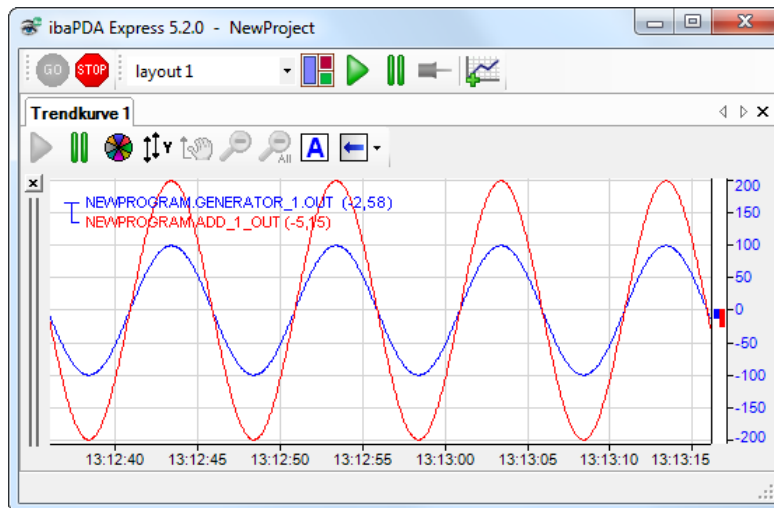 ibaPDA Express 5.2.0 - NewProject
GO STOP layout 1
Trendkurve 1
Y All A
NEWPROGRAM.GENERATOR_1.OUT (-2,58)
NEWPROGRAM.ADD_1_OUT (-5,15)
200
150
100
50
0
-50
-100
-150
-200
13:12:40 13:12:45 13:12:50 13:12:55 13:13:00 13:13:05 13:13:10 13:13:15